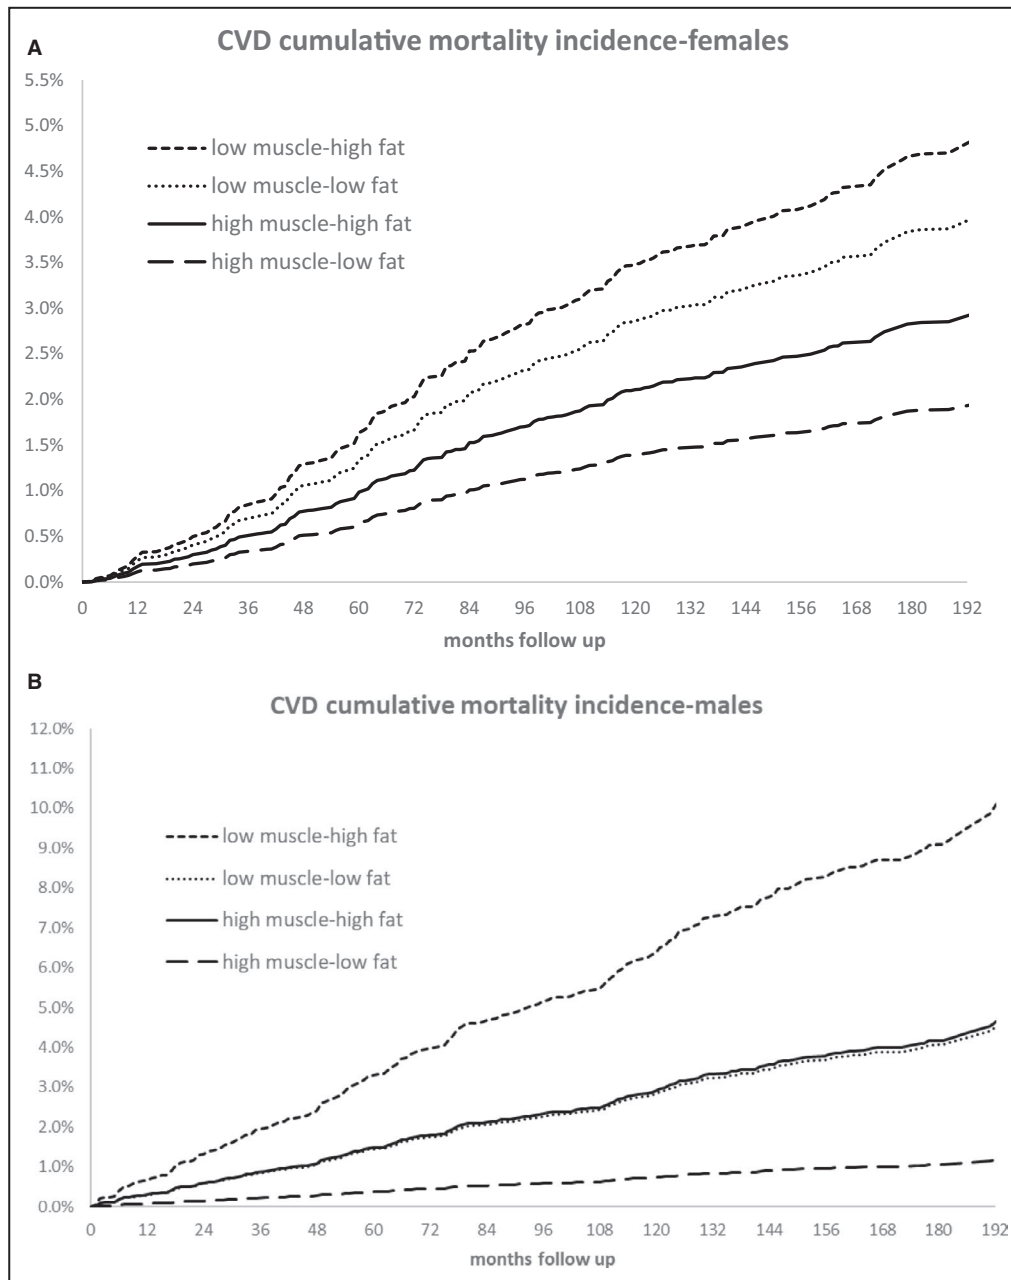 A
CVD cumulative mortality incidence-females
5.5%
5.0%
4.5%
4.0%
3.5%
3.0%
2.5%
2.0%
1.5%
1.0%
0.5%
0.0%
low muscle-high fat
low muscle-low fat
high muscle-high fat
high muscle-low fat
0 12 24 36 48 60 72 84 96 108 120 132 144 156 168 180 192
months follow up
B
CVD cumulative mortality incidence-males
12.0%
11.0%
10.0%
9.0%
8.0%
7.0%
6.0%
5.0%
4.0%
3.0%
2.0%
1.0%
0.0%
low muscle-high fat
low muscle-low fat
high muscle-high fat
high muscle-low fat
0 12 24 36 48 60 72 84 96 108 120 132 144 156 168 180 192
months follow up